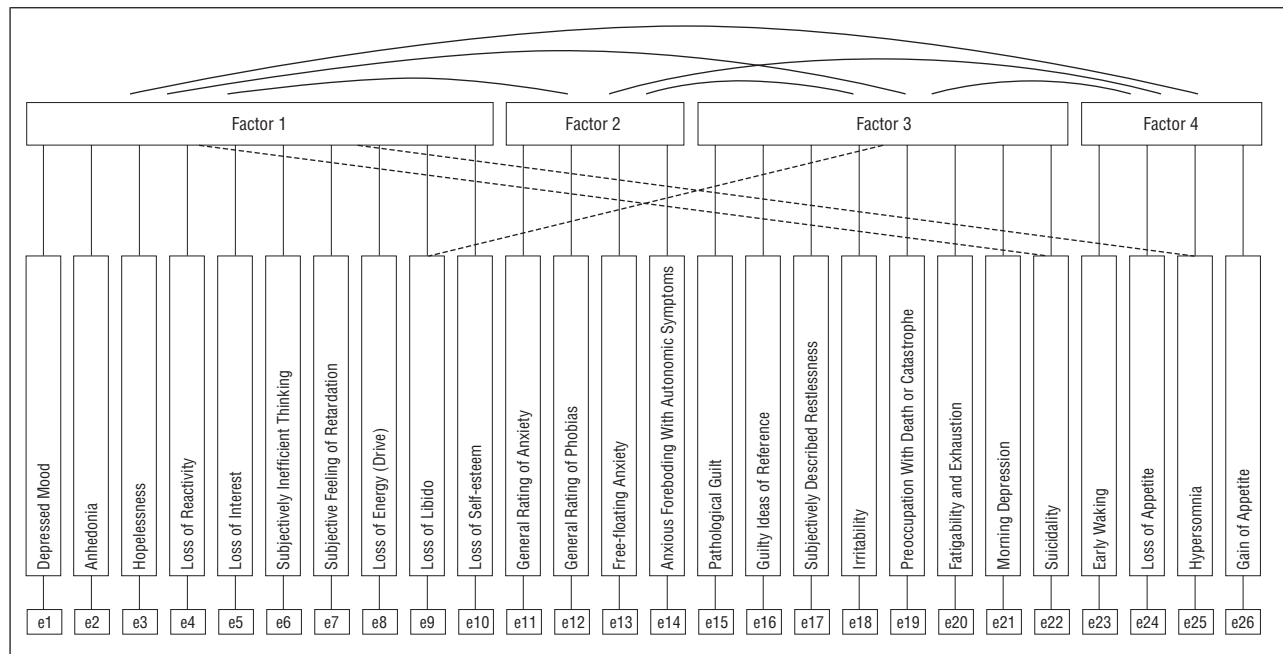 Factor 1
Factor 2
Factor 3
Factor 4
Depressed Mood
Anhedonia
Hopelessness
Loss of Reactivity
Loss of Interest
Subjectively Inefficient Thinking
Subjective Feeling of Retardation
Loss of Energy (Drive)
Loss of Libido
Loss of Self-esteem
General Rating of Anxiety
General Rating of Phobias
Free-floating Anxiety
Anxious Foreboding With Autonomic Symptoms
Pathological Guilt
Guilty Ideas of Reference
Subjectively Described Restlessness
Irritability
Preoccupation With Death or Catastrophe
Fatigability and Exhaustion
Morning Depression
Suicidality
Early Waking
Loss of Appetite
Hypersomnia
Gain of Appetite
e1
e2
e3
e4
e5
e6
e7
e8
e9
e10
e11
e12
e13
e14
e15
e16
e17
e18
e19
e20
e21
e22
e23
e24
e25
e26